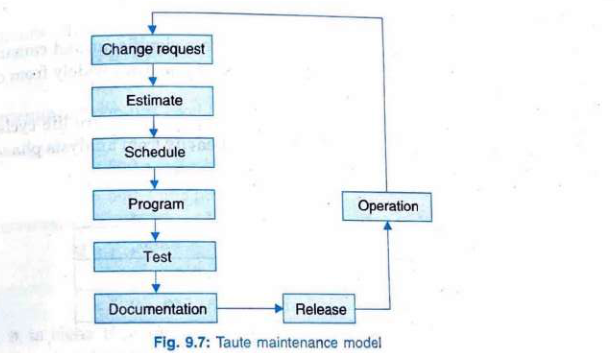 Change request
Estimate
Schedule
Program
Operation
Test
Documentation
Release
Fig. 9.7: Taute maintenance model